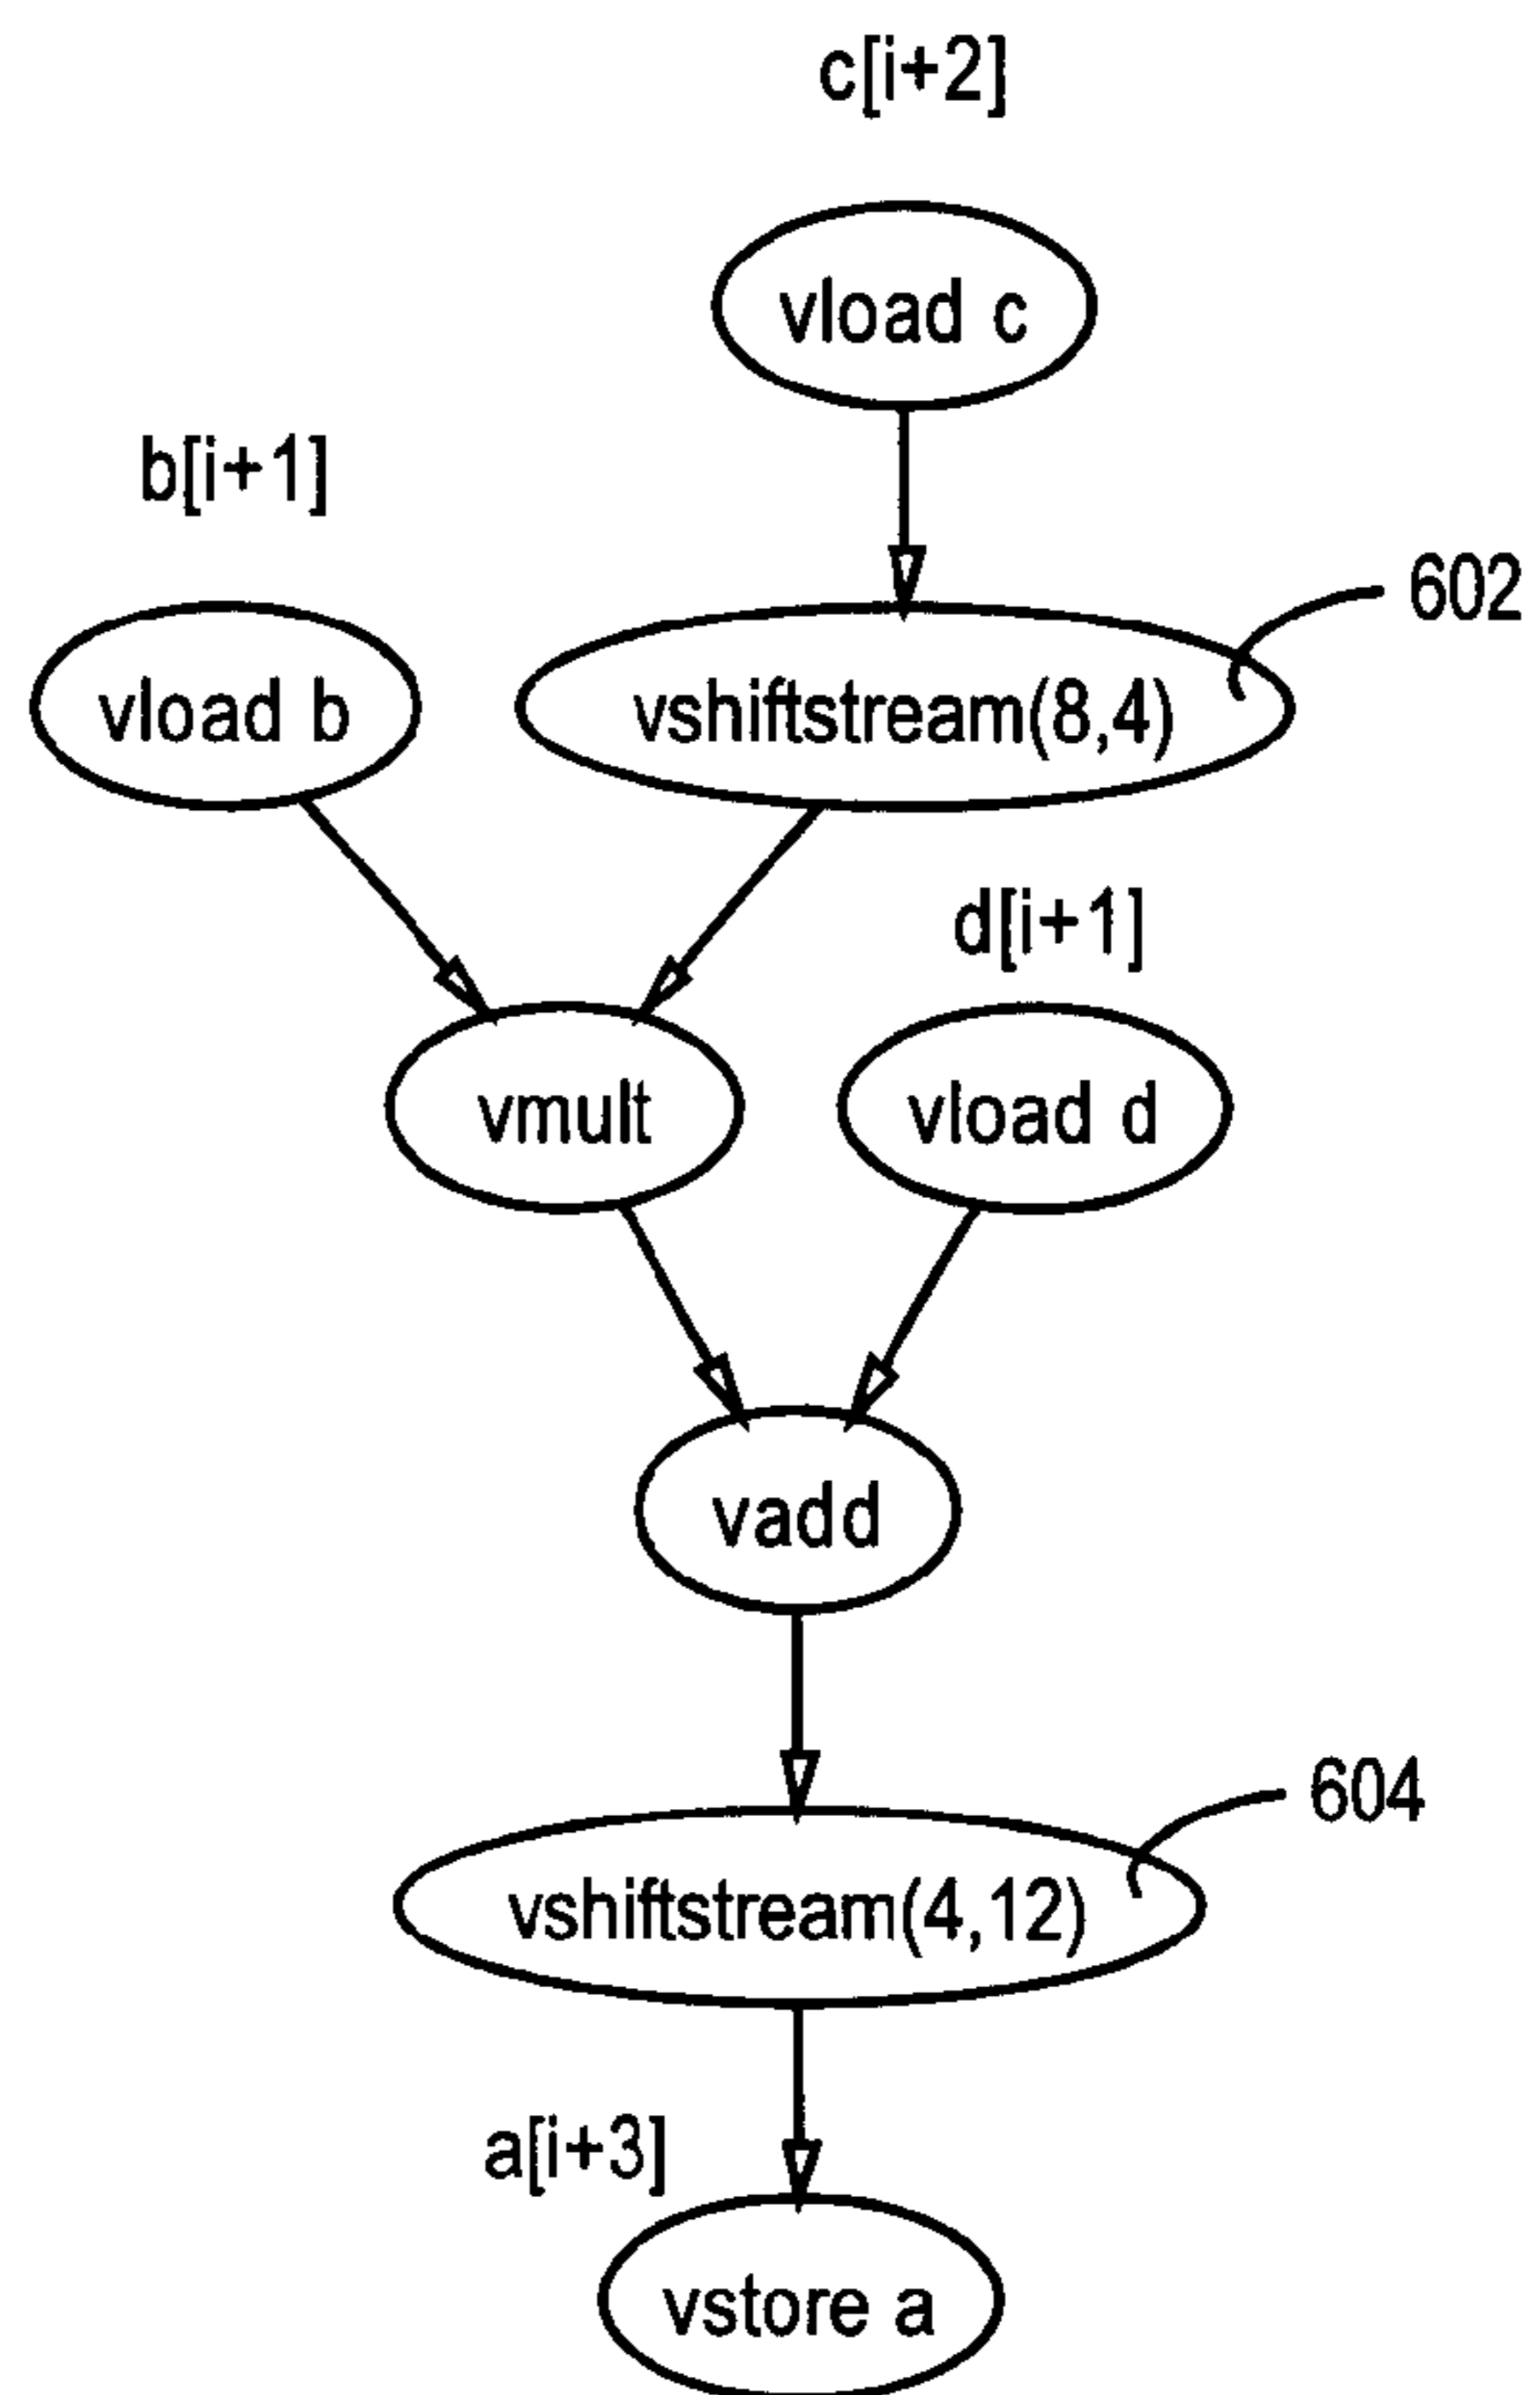 c[i+2]
vload c
b[i+1]
602
vload b
vshiftstream(8,4)
d[i+1]
vmult
vload d
vadd
604
vshiftstream(4,12)
a[i+3]
vstore a